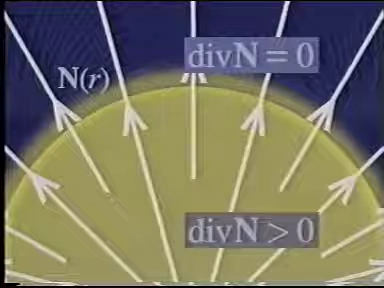 divN = 0
N(r)
divN > 0